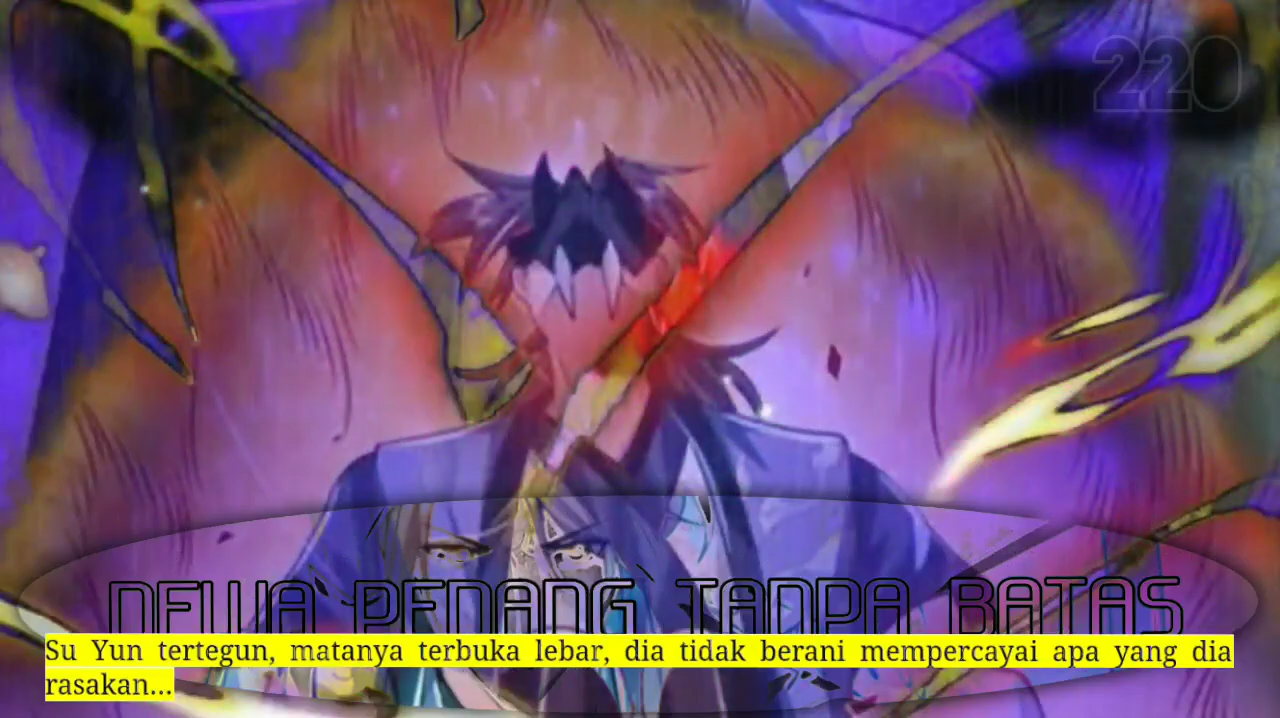 220
DEWA PEDANG TANPA BATAS
Su Yun tertegun, matanya terbuka lebar, dia tidak berani mempercayai apa yang dia
rasakan...